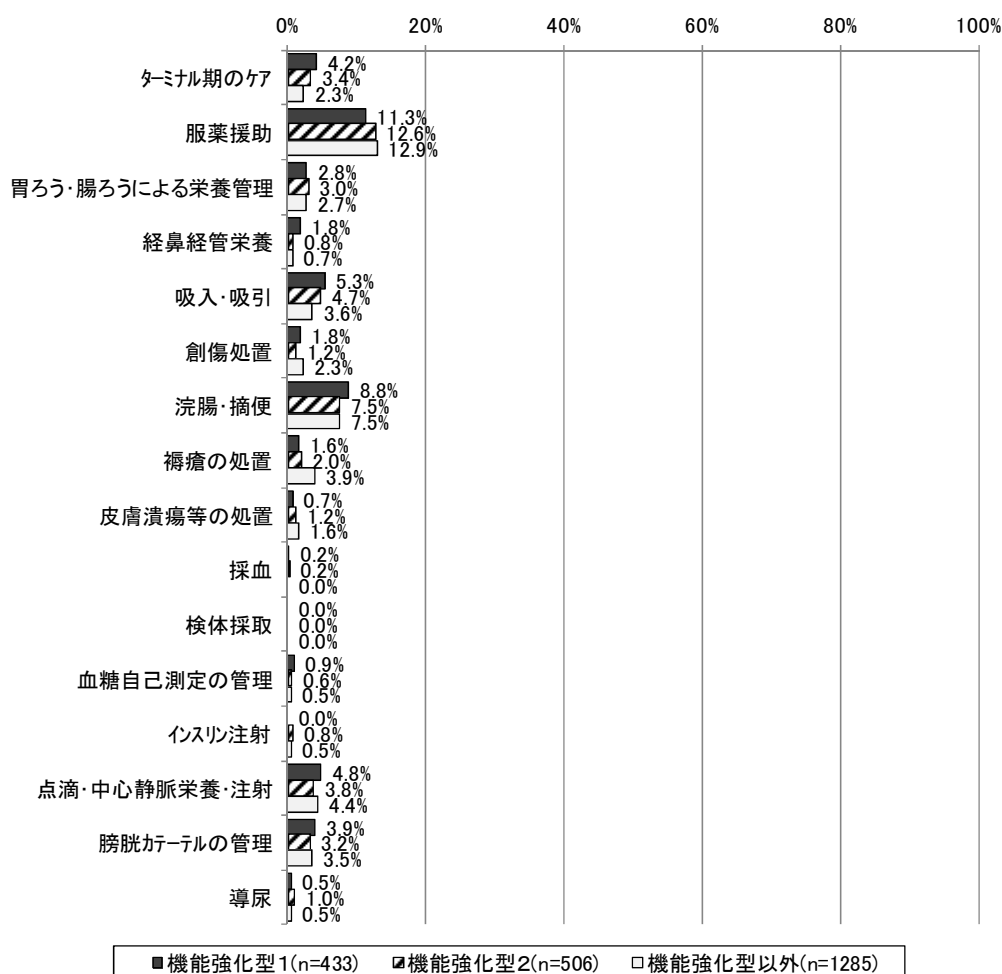 0% 20% 40% 60% 80% 100%
ターミナル期のケア 4.2% 3.4% 2.3%
服薬援助 11.3% 12.6% 12.9%
胃ろう・腸ろうによる栄養管理 2.8% 3.0% 2.7%
経鼻経管栄養 1.8% 0.8% 0.7%
吸入・吸引 5.3% 4.7% 3.6%
創傷処置 1.8% 1.2% 2.3%
浣腸・摘便 8.8% 7.5% 7.5%
褥瘡の処置 1.6% 2.0% 3.9%
皮膚潰瘍等の処置 0.7% 1.2% 1.6%
採血 0.2% 0.2% 0.0%
検体採取 0.0% 0.0% 0.0%
血糖自己測定の管理 0.9% 0.6% 0.5%
インスリン注射 0.0% 0.8% 0.5%
点滴・中心静脈栄養・注射 4.8% 3.8% 4.4%
膀胱カテーテルの管理 3.9% 3.2% 3.5%
導尿 0.5% 1.0% 0.5%
機能強化型1(n=433) 機能強化型2(n=506) 機能強化型以外(n=1285)